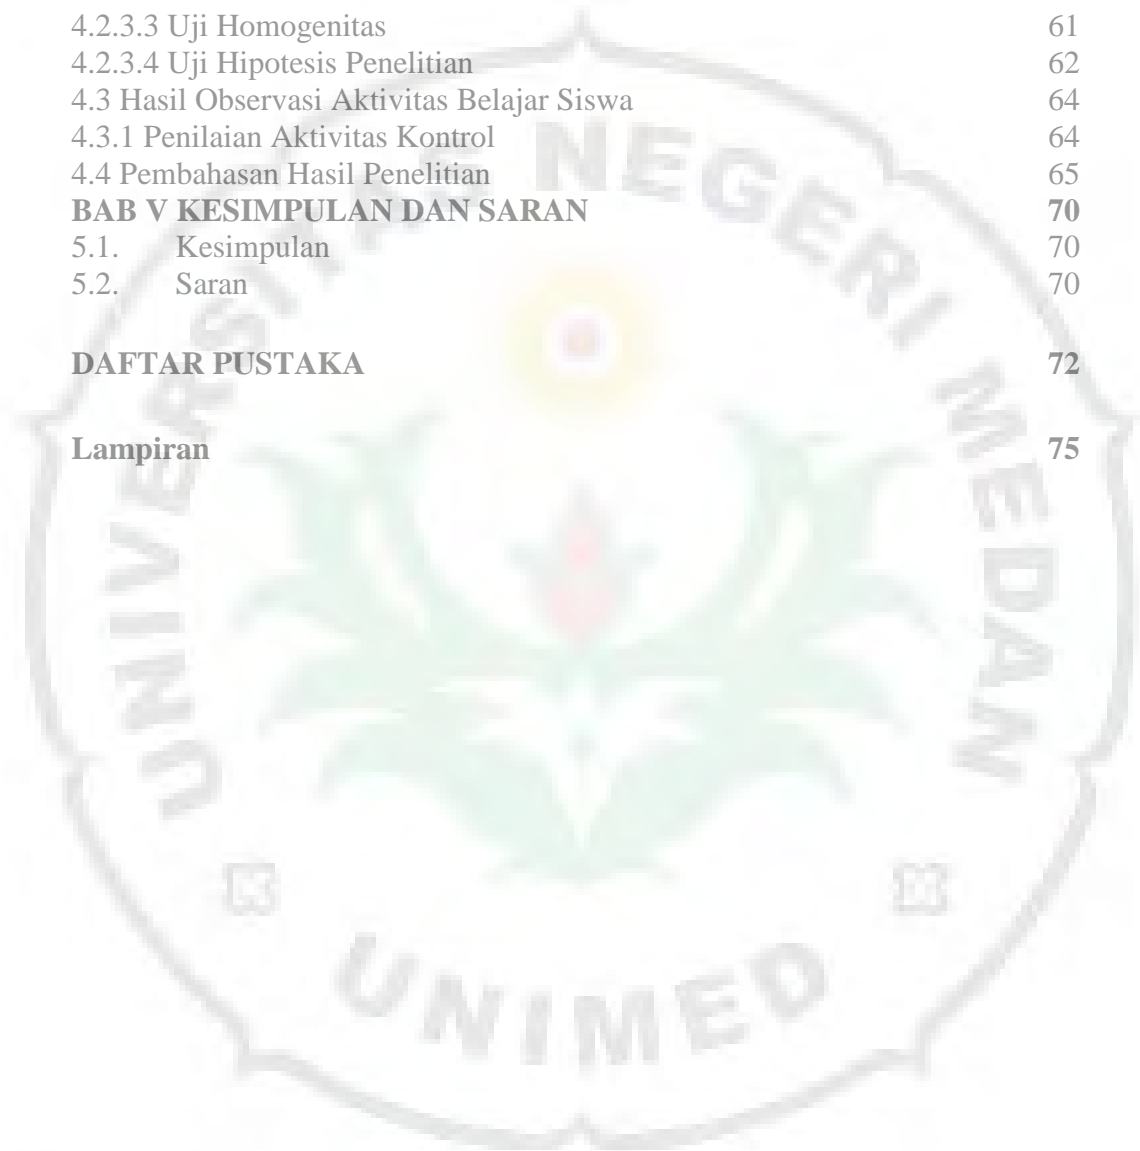 4.2.3.3 Uji Homogenitas 61
4.2.3.4 Uji Hipotesis Penelitian 62
4.3 Hasil Observasi Aktivitas Belajar Siswa 64
4.3.1 Penilaian Aktivitas Kontrol 64
4.4 Pembahasan Hasil Penelitian 65
BAB V KESIMPULAN DAN SARAN 70
5.1. Kesimpulan 70
5.2. Saran 70
DAFTAR PUSTAKA 72
Lampiran 75
UNIVERSITAS NEGERI MEDAN
UNIMED